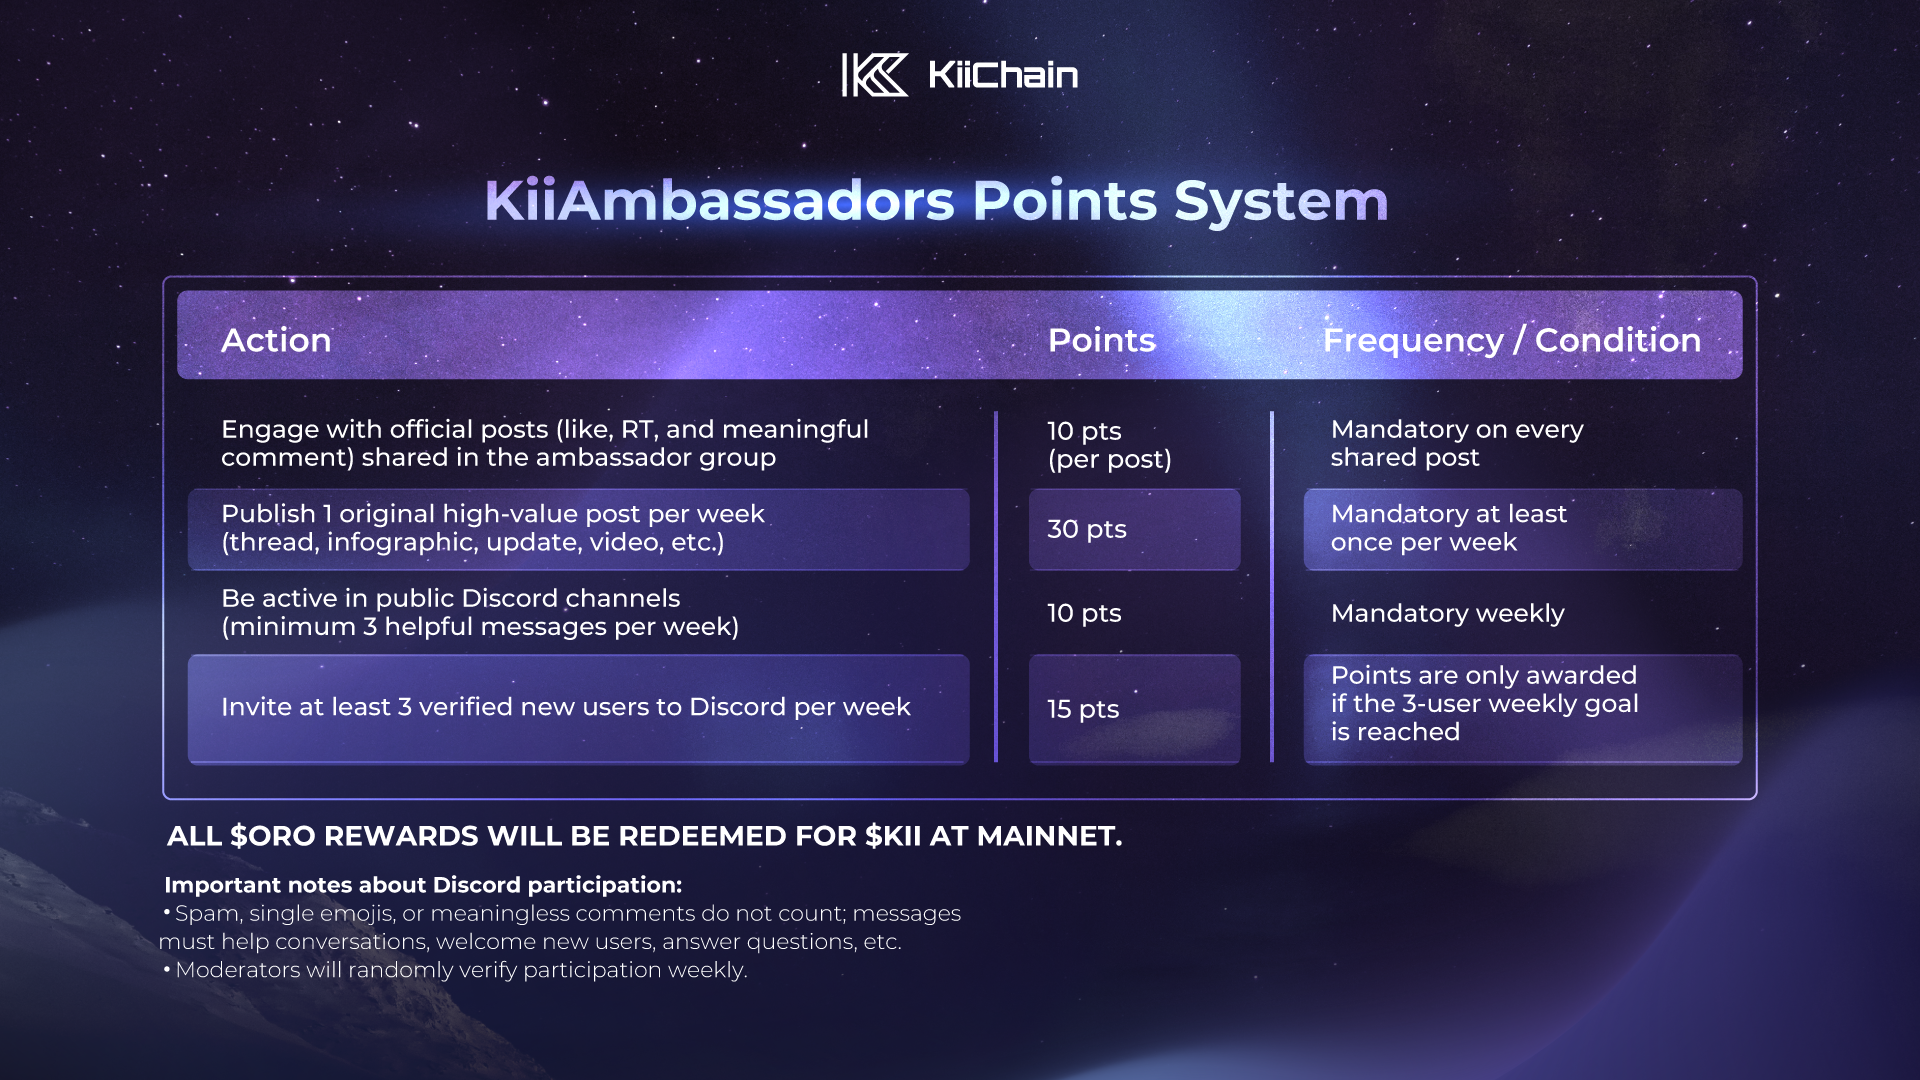 KiiChain
KiiAmbassadors Points System
Action
Points
Frequency / Condition
Engage with official posts (like, RT, and meaningful
comment) shared in the ambassador group
10 pts
(per post)
Mandatory on every
shared post
Publish 1 original high-value post per week
(thread, infographic, update, video, etc.)
30 pts
Mandatory at least
once per week
Be active in public Discord channels
(minimum 3 helpful messages per week)
10 pts
Mandatory weekly
Invite at least 3 verified new users to Discord per week
15 pts
Points are only awarded
if the 3-user weekly goal
is reached
ALL $ORO REWARDS WILL BE REDEEMED FOR $KII AT MAINNET.
Important notes about Discord participation:
• Spam, single emojis, or meaningless comments do not count; messages
must help conversations, welcome new users, answer questions, etc.
• Moderators will randomly verify participation weekly.